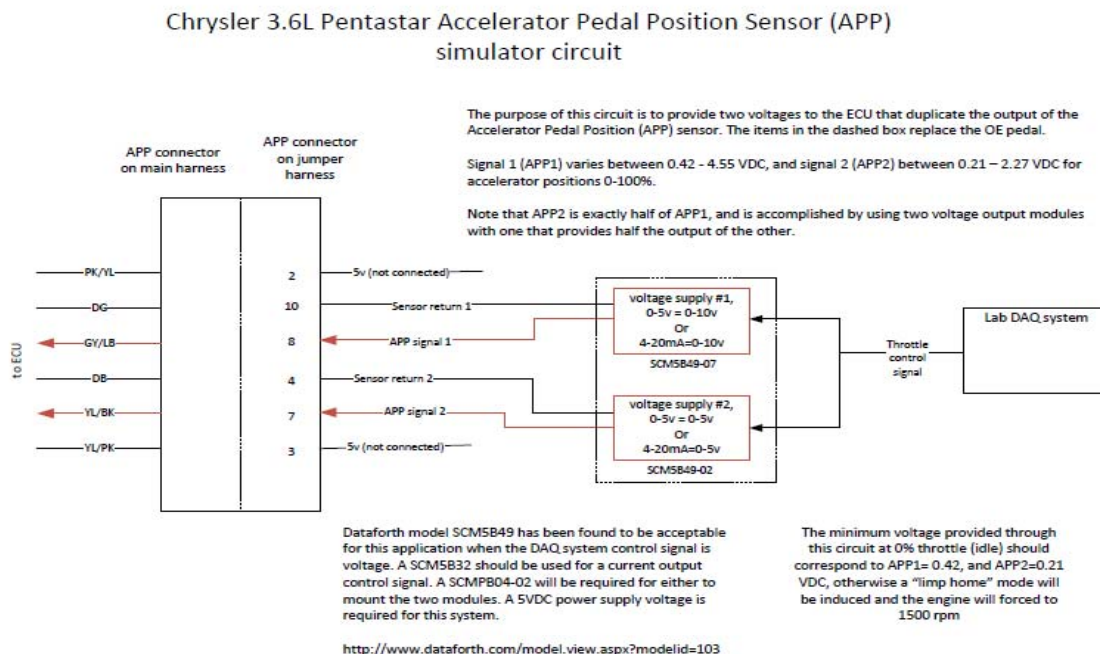 Chrysler 3.6L Pentastar Accelerator Pedal Position Sensor (APP)
simulator circuit
The purpose of this circuit is to provide two voltages to the ECU that duplicate the output of the
Accelerator Pedal Position (APP) sensor. The items in the dashed box replace the OE pedal.
Signal 1 (APP1) varies between 0.42 - 4.55 VDC, and signal 2 (APP2) between 0.21 – 2.27 VDC for
accelerator positions 0-100%.
Note that APP2 is exactly half of APP1, and is accomplished by using two voltage output modules
with one that provides half the output of the other.
APP connector
on main harness
APP connector
on jumper
harness
to ECU
PK/YL
2
5v (not connected)
DG
10
Sensor return 1
GY/LB
8
APP signal 1
DB
4
Sensor return 2
YL/BK
7
APP signal 2
YL/PK
3
5v (not connected)
voltage supply #1,
0-5v = 0-10v
Or
4-20mA=0-10v
SCM5B49-07
voltage supply #2,
0-5v = 0-5v
Or
4-20mA=0-5v
SCM5B49-02
Throttle
control
signal
Lab DAQ system
Dataforth model SCM5B49 has been found to be acceptable
for this application when the DAQ system control signal is
voltage. A SCM5B32 should be used for a current output
control signal. A SCMPB04-02 will be required for either to
mount the two modules. A 5VDC power supply voltage is
required for this system.
http://www.dataforth.com/model.view.aspx?modelid=103
The minimum voltage provided through
this circuit at 0% throttle (idle) should
correspond to APP1= 0.42, and APP2=0.21
VDC, otherwise a “limp home” mode will
be induced and the engine will forced to
1500 rpm